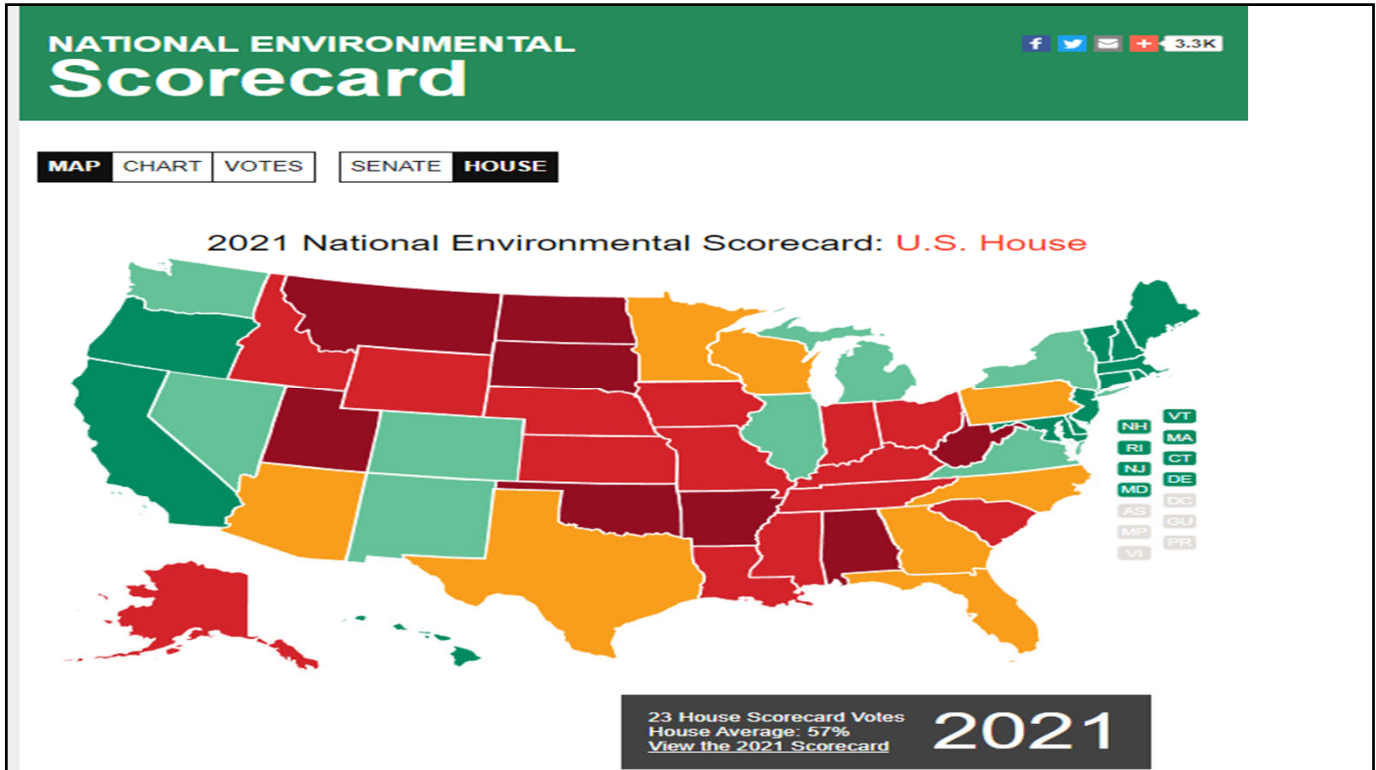 NATIONAL ENVIRONMENTAL
Scorecard
f 3.3K
MAP CHART VOTES SENATE HOUSE
2021 National Environmental Scorecard: U.S. House
VT
NH
MA
RI
CT
NJ
DE
MD
DC
AS
GU
MP
PR
VI
23 House Scorecard Votes
House Average: 57%
View the 2021 Scorecard
2021